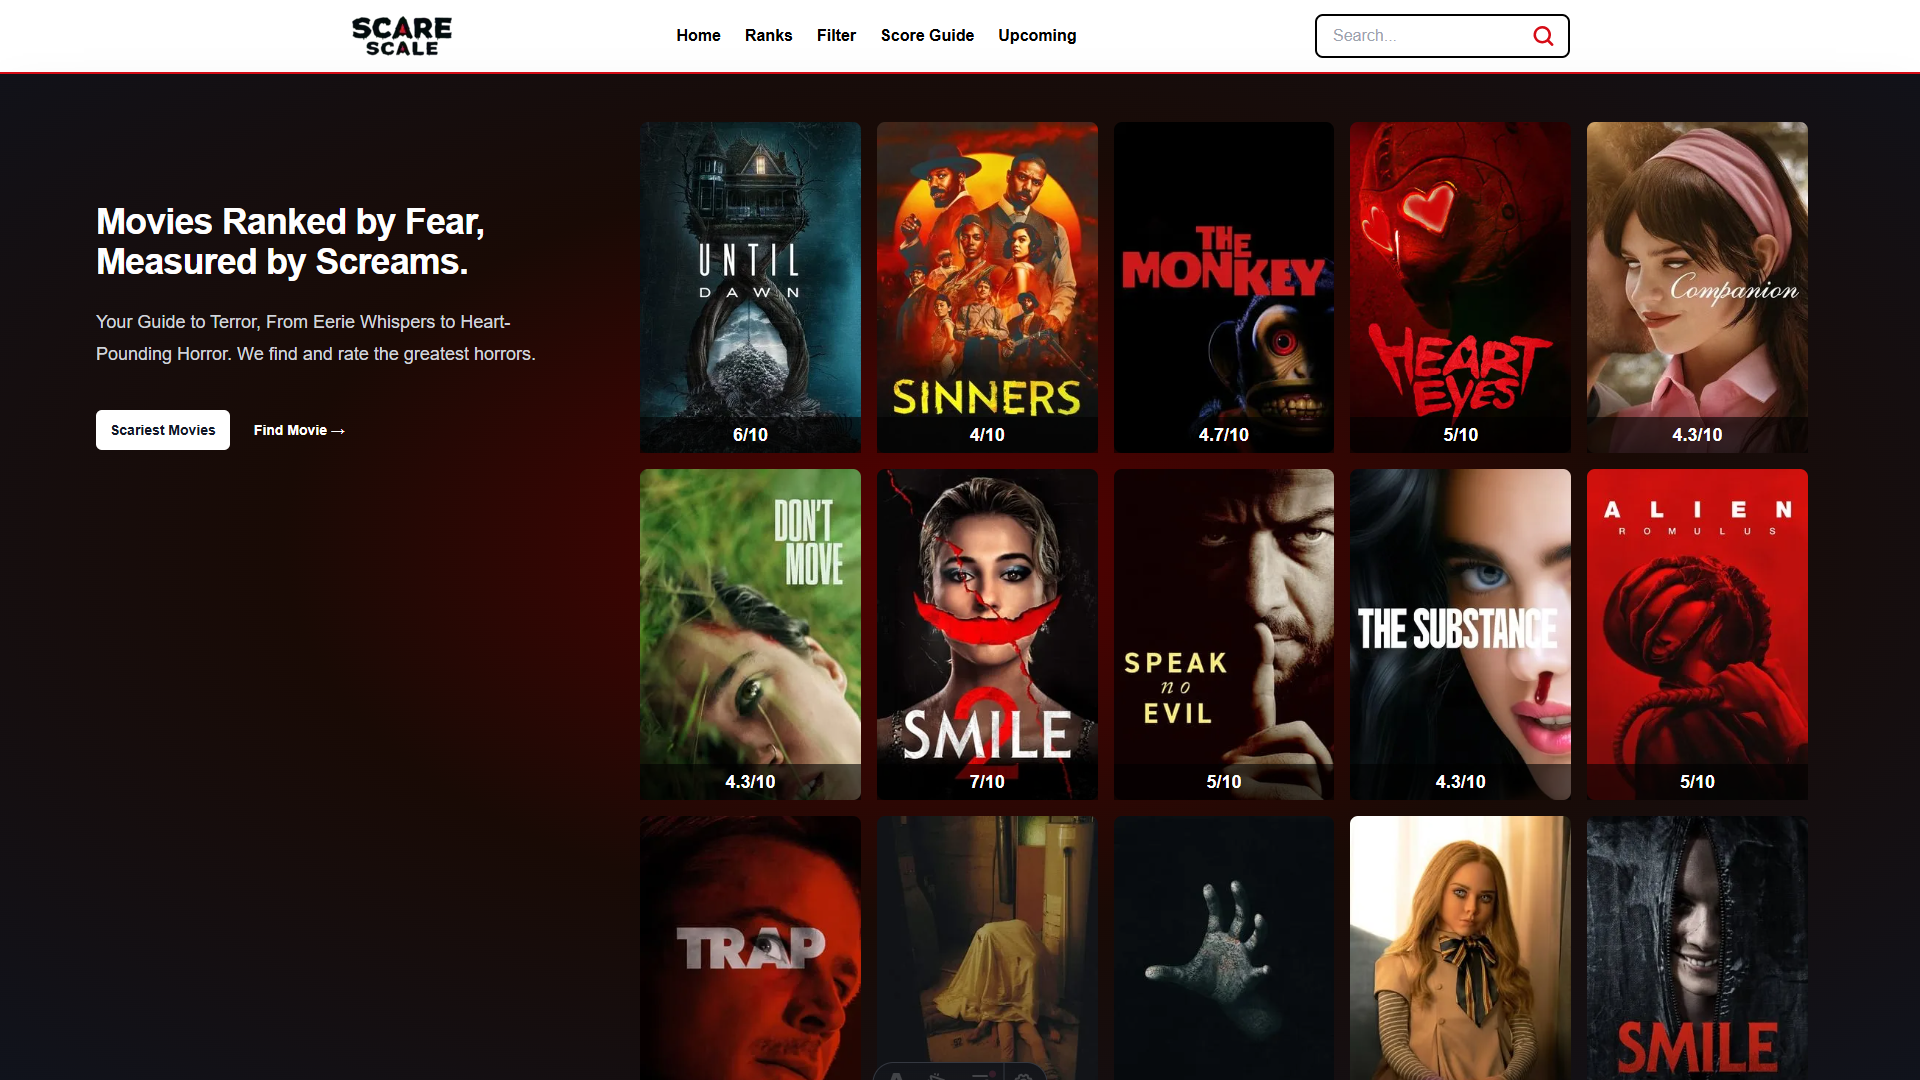 SCARE
SCALE
Home
Ranks
Filter
Score Guide
Upcoming
Search...
Movies Ranked by Fear,
Measured by Screams.
Your Guide to Terror, From Eerie Whispers to Heart-
Pounding Horror. We find and rate the greatest horrors.
Scariest Movies
Find Movie →
UNTIL
DAWN
6/10
SINNERS
4/10
THE
MONKEY
4.7/10
HEART
EYES
5/10
Companion
4.3/10
DON'T
MOVE
4.3/10
2
SMILE
7/10
SPEAK
no
EVIL
5/10
THE SUBSTANCE
4.3/10
ALIEN
ROMULUS
5/10
TRAP
SMILE